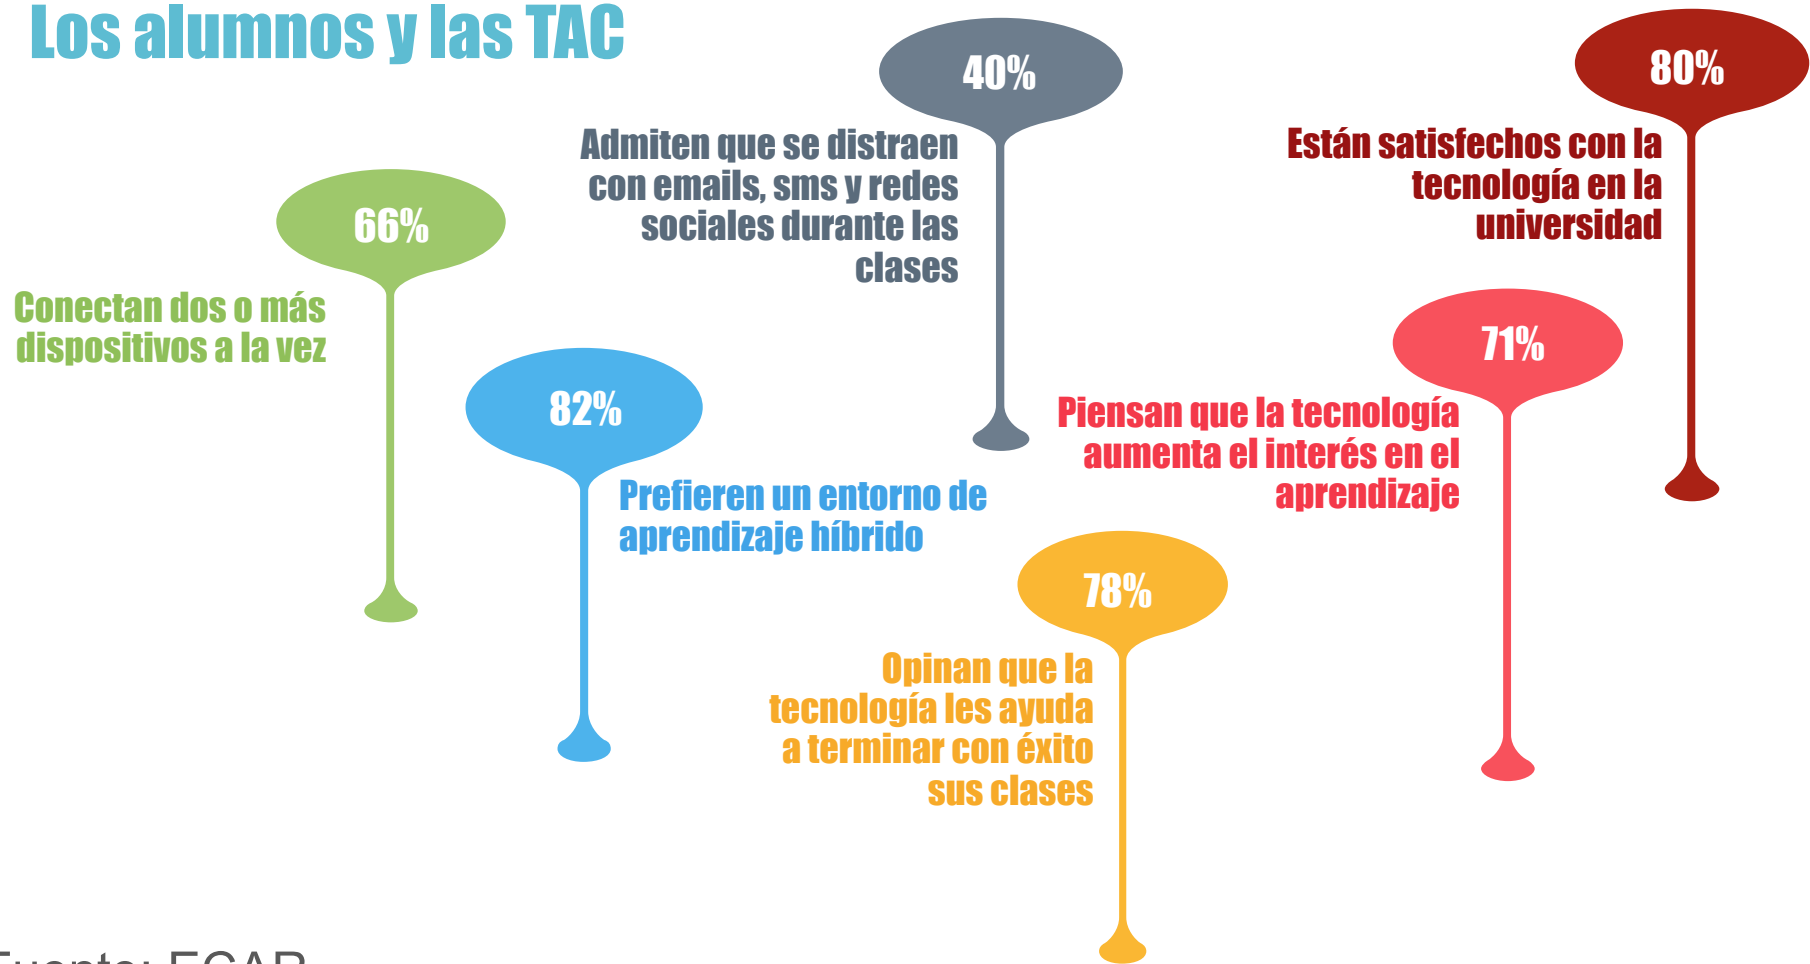 Los alumnos y las TAC
40%
Admiten que se distraen
con emails, sms y redes
sociales durante las
clases
80%
Están satisfechos con la
tecnología en la
universidad
66%
Conectan dos o más
dispositivos a la vez
82%
Prefieren un entorno de
aprendizaje híbrido
71%
Piensan que la tecnología
aumenta el interés en el
aprendizaje
78%
Opinan que la
tecnología les ayuda
a terminar con éxito
sus clases
Fuente: ECAR